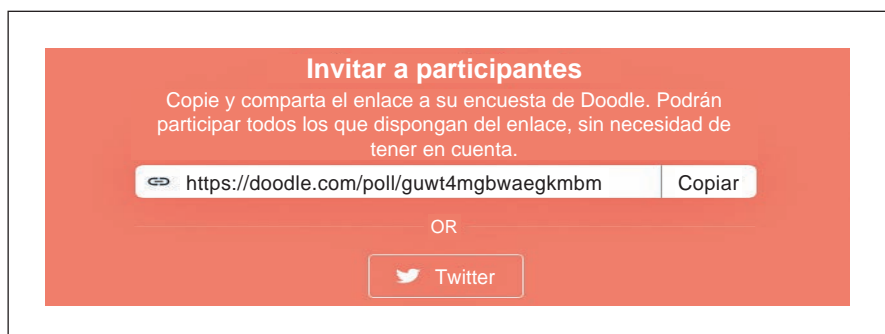 Invitar a participantes
Copie y comparta el enlace a su encuesta de Doodle. Podrán
participar todos los que dispongan del enlace, sin necesidad de
tener en cuenta.
https://doodle.com/poll/guwt4mgbwaegkmbm Copiar
OR
Twitter